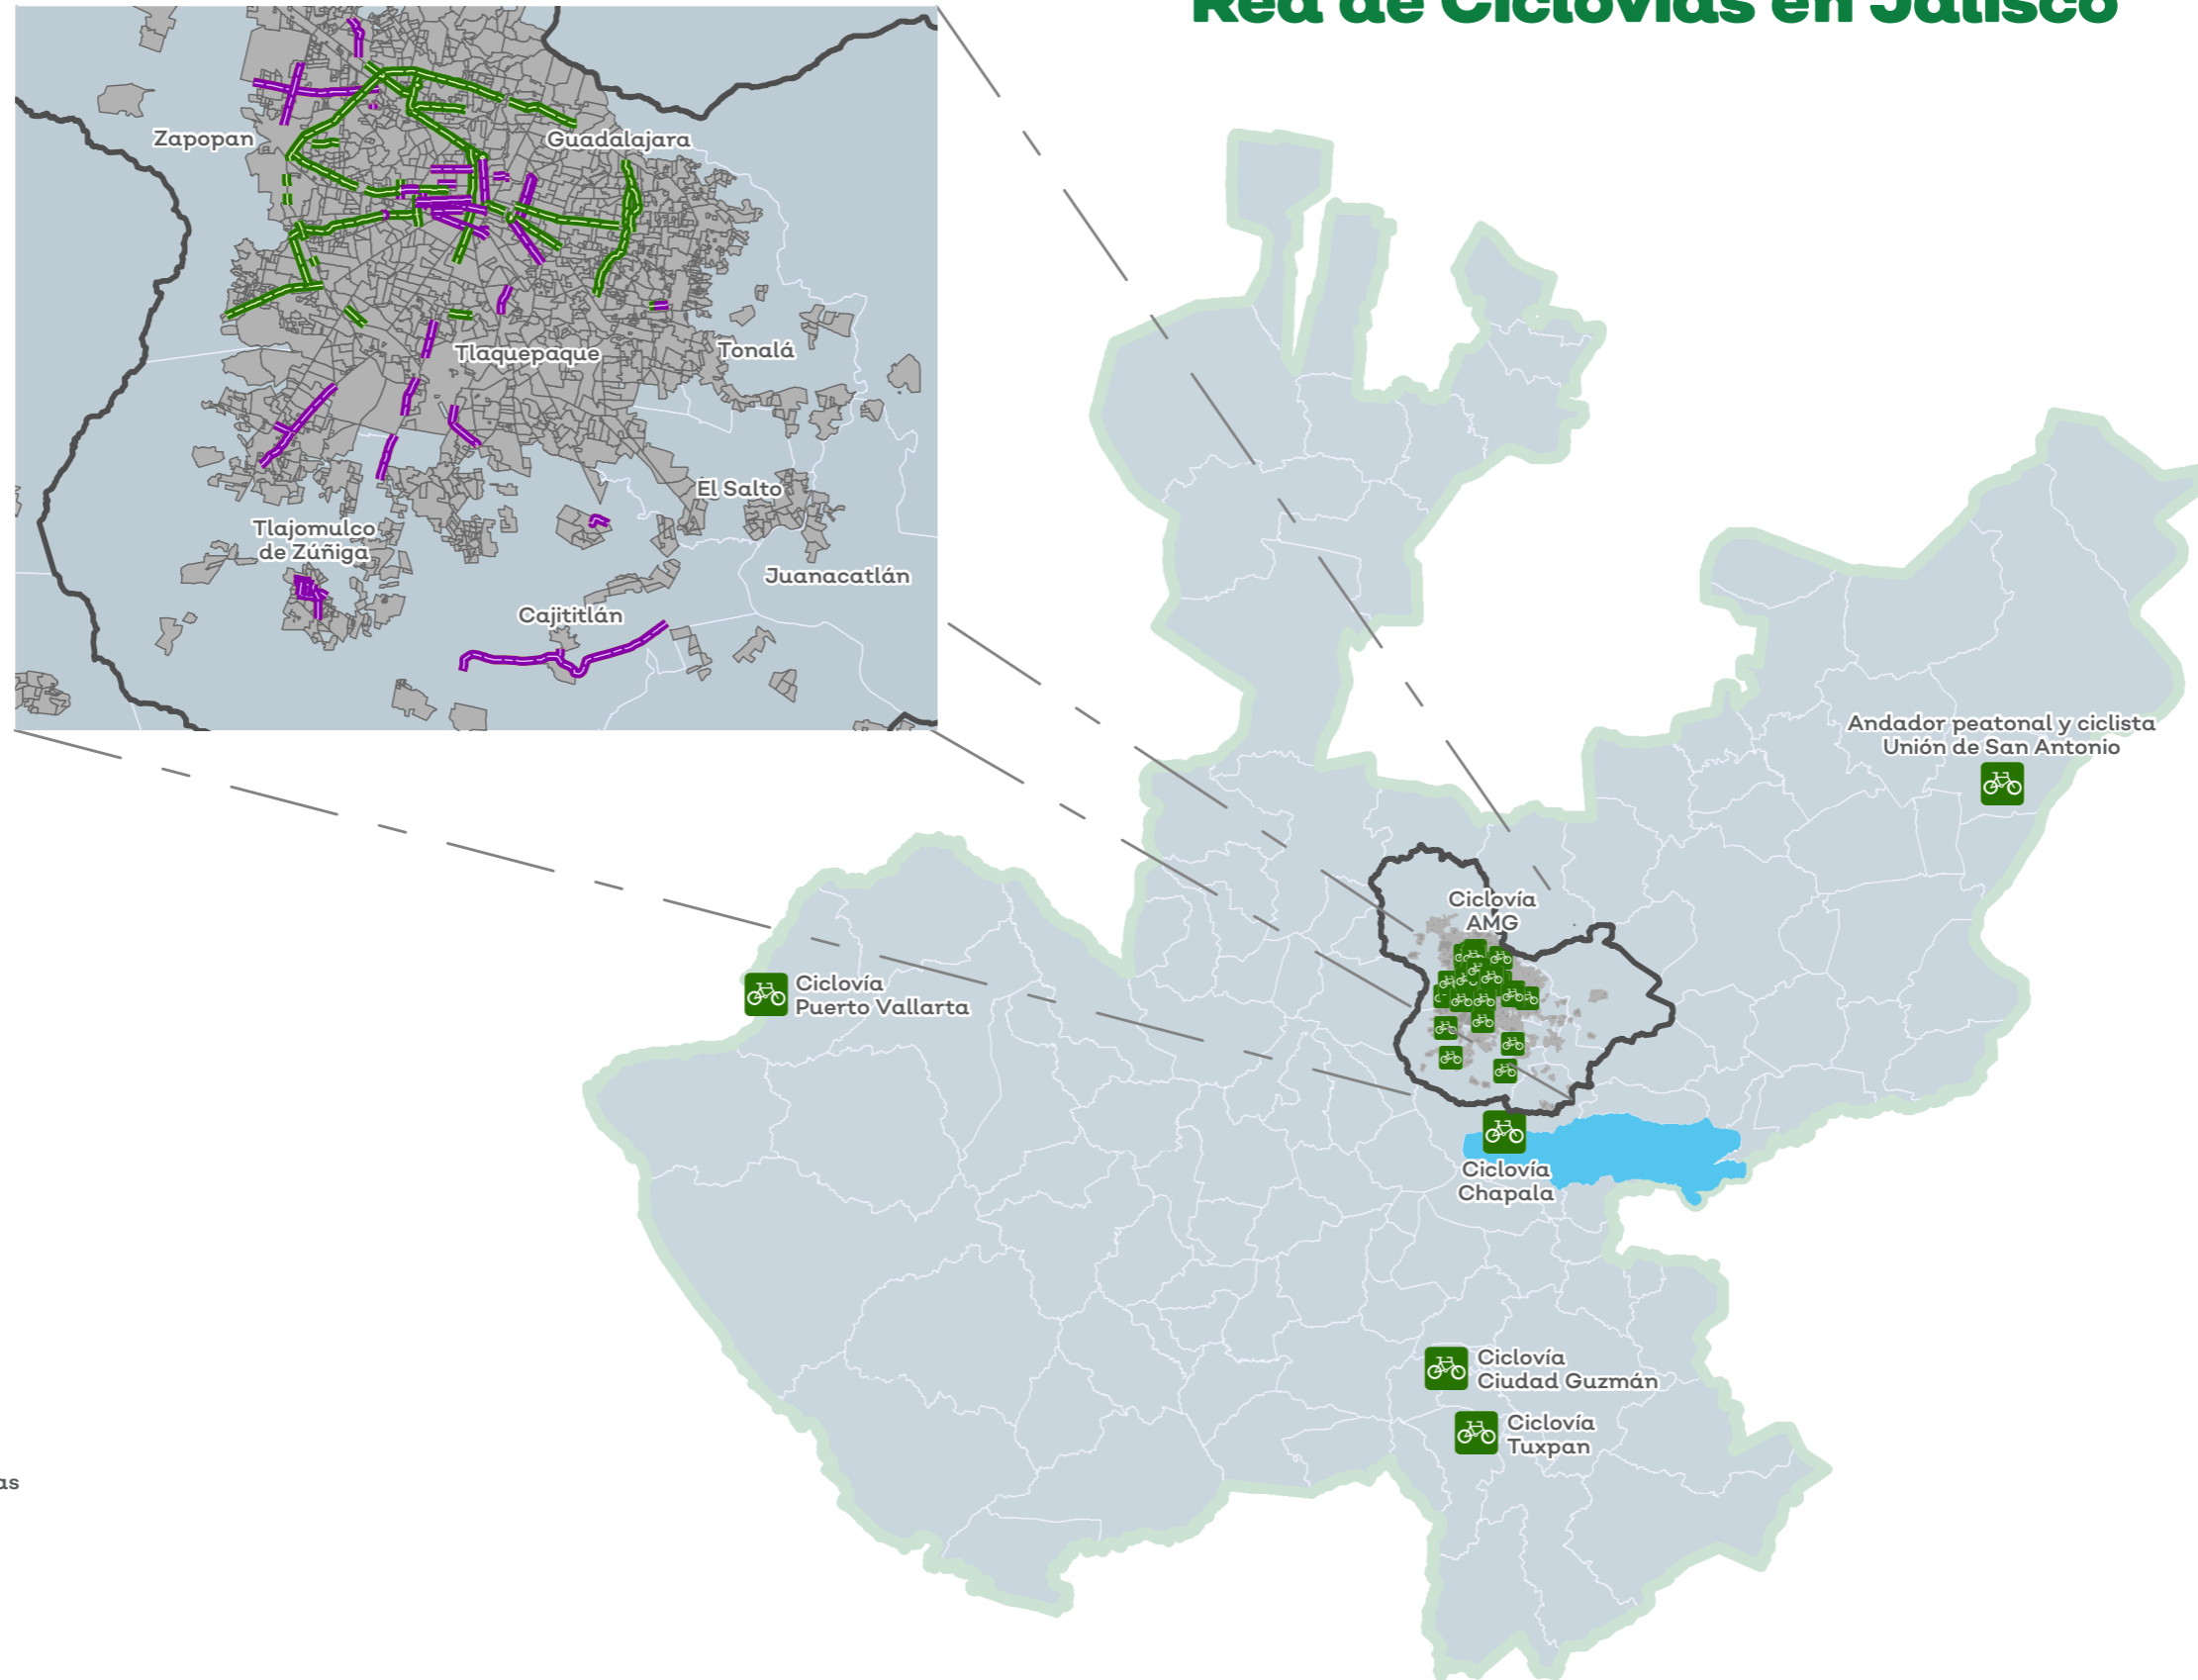 Red de Ciclovías en Jalisco
Zapopan
Guadalajara
Tlaquepaque
Tonalá
El Salto
Tlajomulco
de Zúñiga
Juanacatlán
Cajititlán
Andador peatonal y ciclista
Unión de San Antonio
Ciclovía
AMG
Ciclovía
Puerto Vallarta
Ciclovía
Chapala
Ciclovía
Ciudad Guzmán
Ciclovía
Tuxpan
as